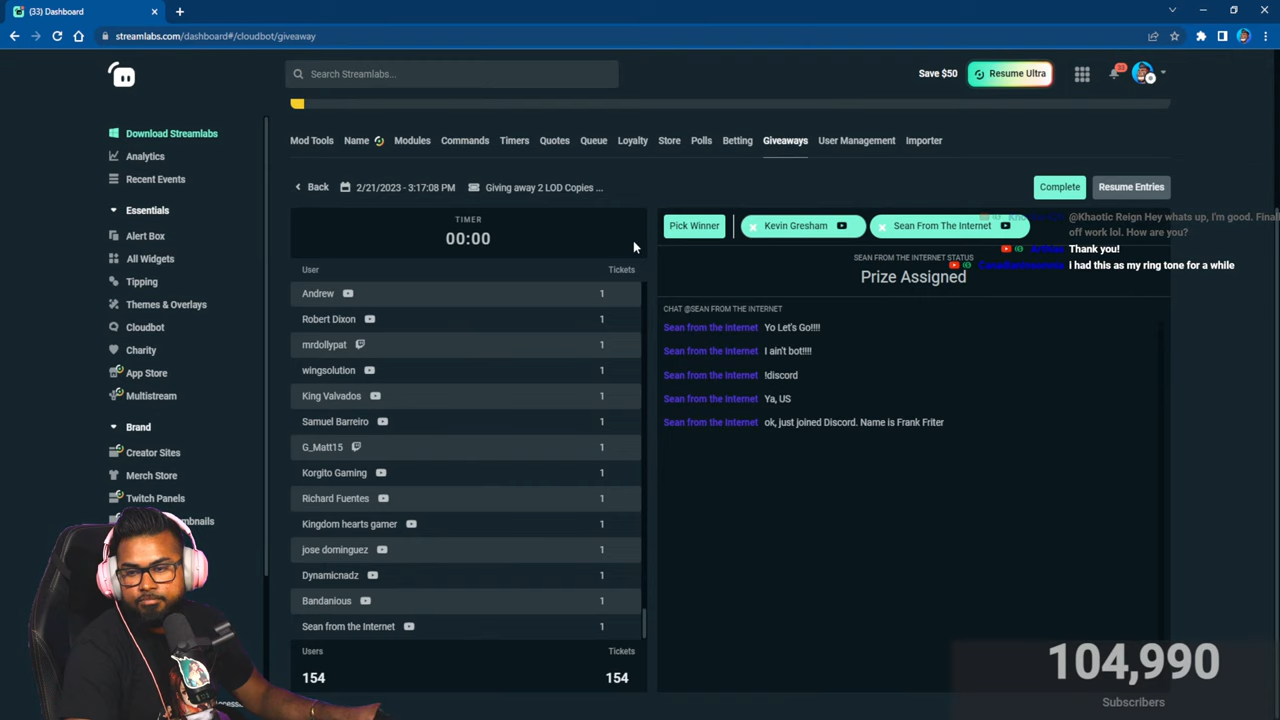 (33) Dashboard
streamlabs.com/dashboard#/cloudbot/giveaway
Search Streamlabs...
Save $50
Resume Ultra
33
Download Streamlabs
Analytics
Recent Events
Essentials
Alert Box
All Widgets
Tipping
Themes & Overlays
Cloudbot
Charity
App Store
Multistream
Brand
Creator Sites
Merch Store
Twitch Panels
Mod Tools Name Modules Commands Timers Quotes Queue Loyalty Store Polls Betting Giveaways User Management Importer
Back 2/21/2023 - 3:17:08 PM Giving away 2 LOD Copies ...
Complete Resume Entries
TIMER
00:00
User Tickets
Andrew 1
Robert Dixon 1
mrdollypat 1
wingsolution 1
King Valvados 1
Samuel Barreiro 1
G_Matt15 1
Korgito Gaming 1
Richard Fuentes 1
Kingdom hearts gamer 1
jose dominguez 1
Dynamicnadz 1
Bandanious 1
Sean from the Internet 1
Users Tickets
154 154
Pick Winner Kevin Gresham Sean From The Internet
SEAN FROM THE INTERNET STATUS
Prize Assigned
CHAT @SEAN FROM THE INTERNET
Sean from the Internet Yo Let's Go!!!!
Sean from the Internet I ain't bot!!!!
Sean from the Internet !discord
Sean from the Internet Ya, US
Sean from the Internet ok, just joined Discord. Name is Frank Friter
@Khaotic Reign Hey whats up, I'm good. Final
off work lol. How are you?
Thank you!
I had this as my ring tone for a while
104,990
Subscribers